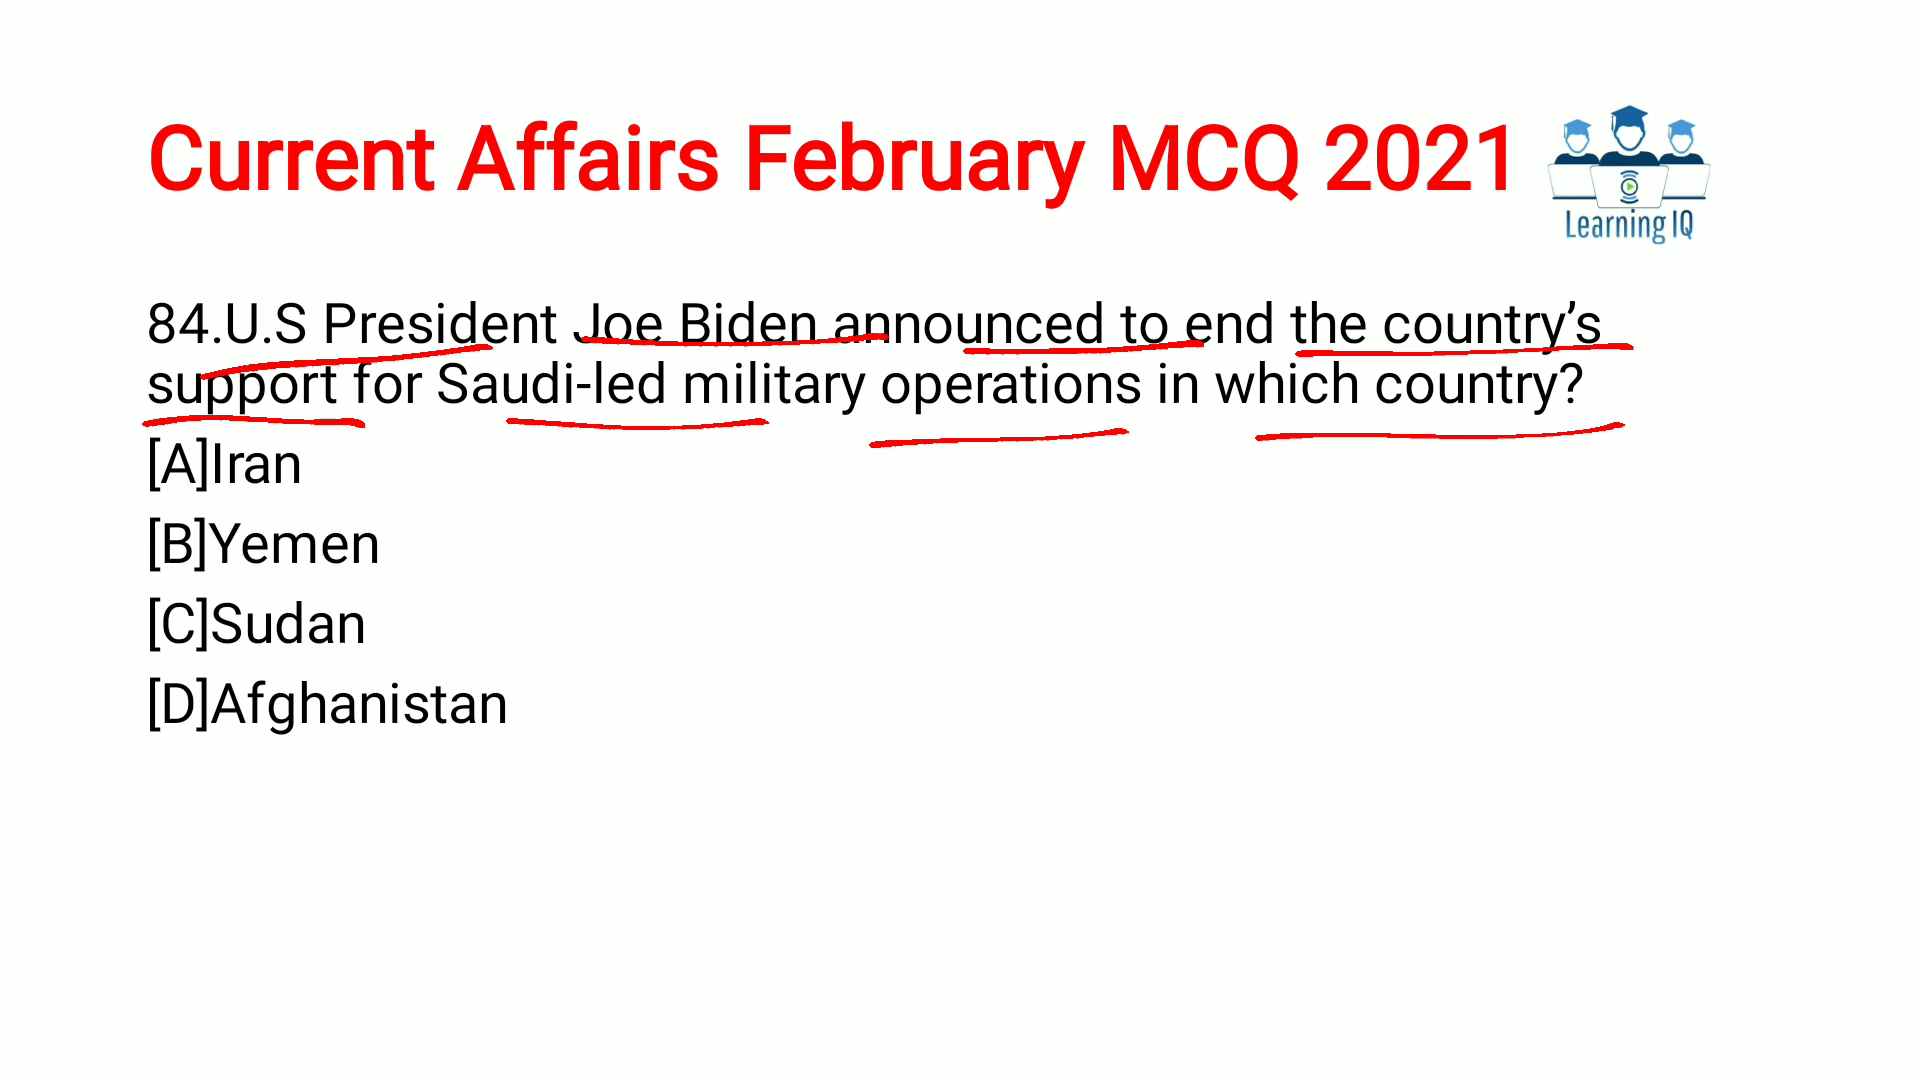 Current Affairs February MCQ 2021
Learning IQ
84.U.S President Joe Biden announced to end the country’s
support for Saudi-led military operations in which country?
[A]Iran
[B]Yemen
[C]Sudan
[D]Afghanistan